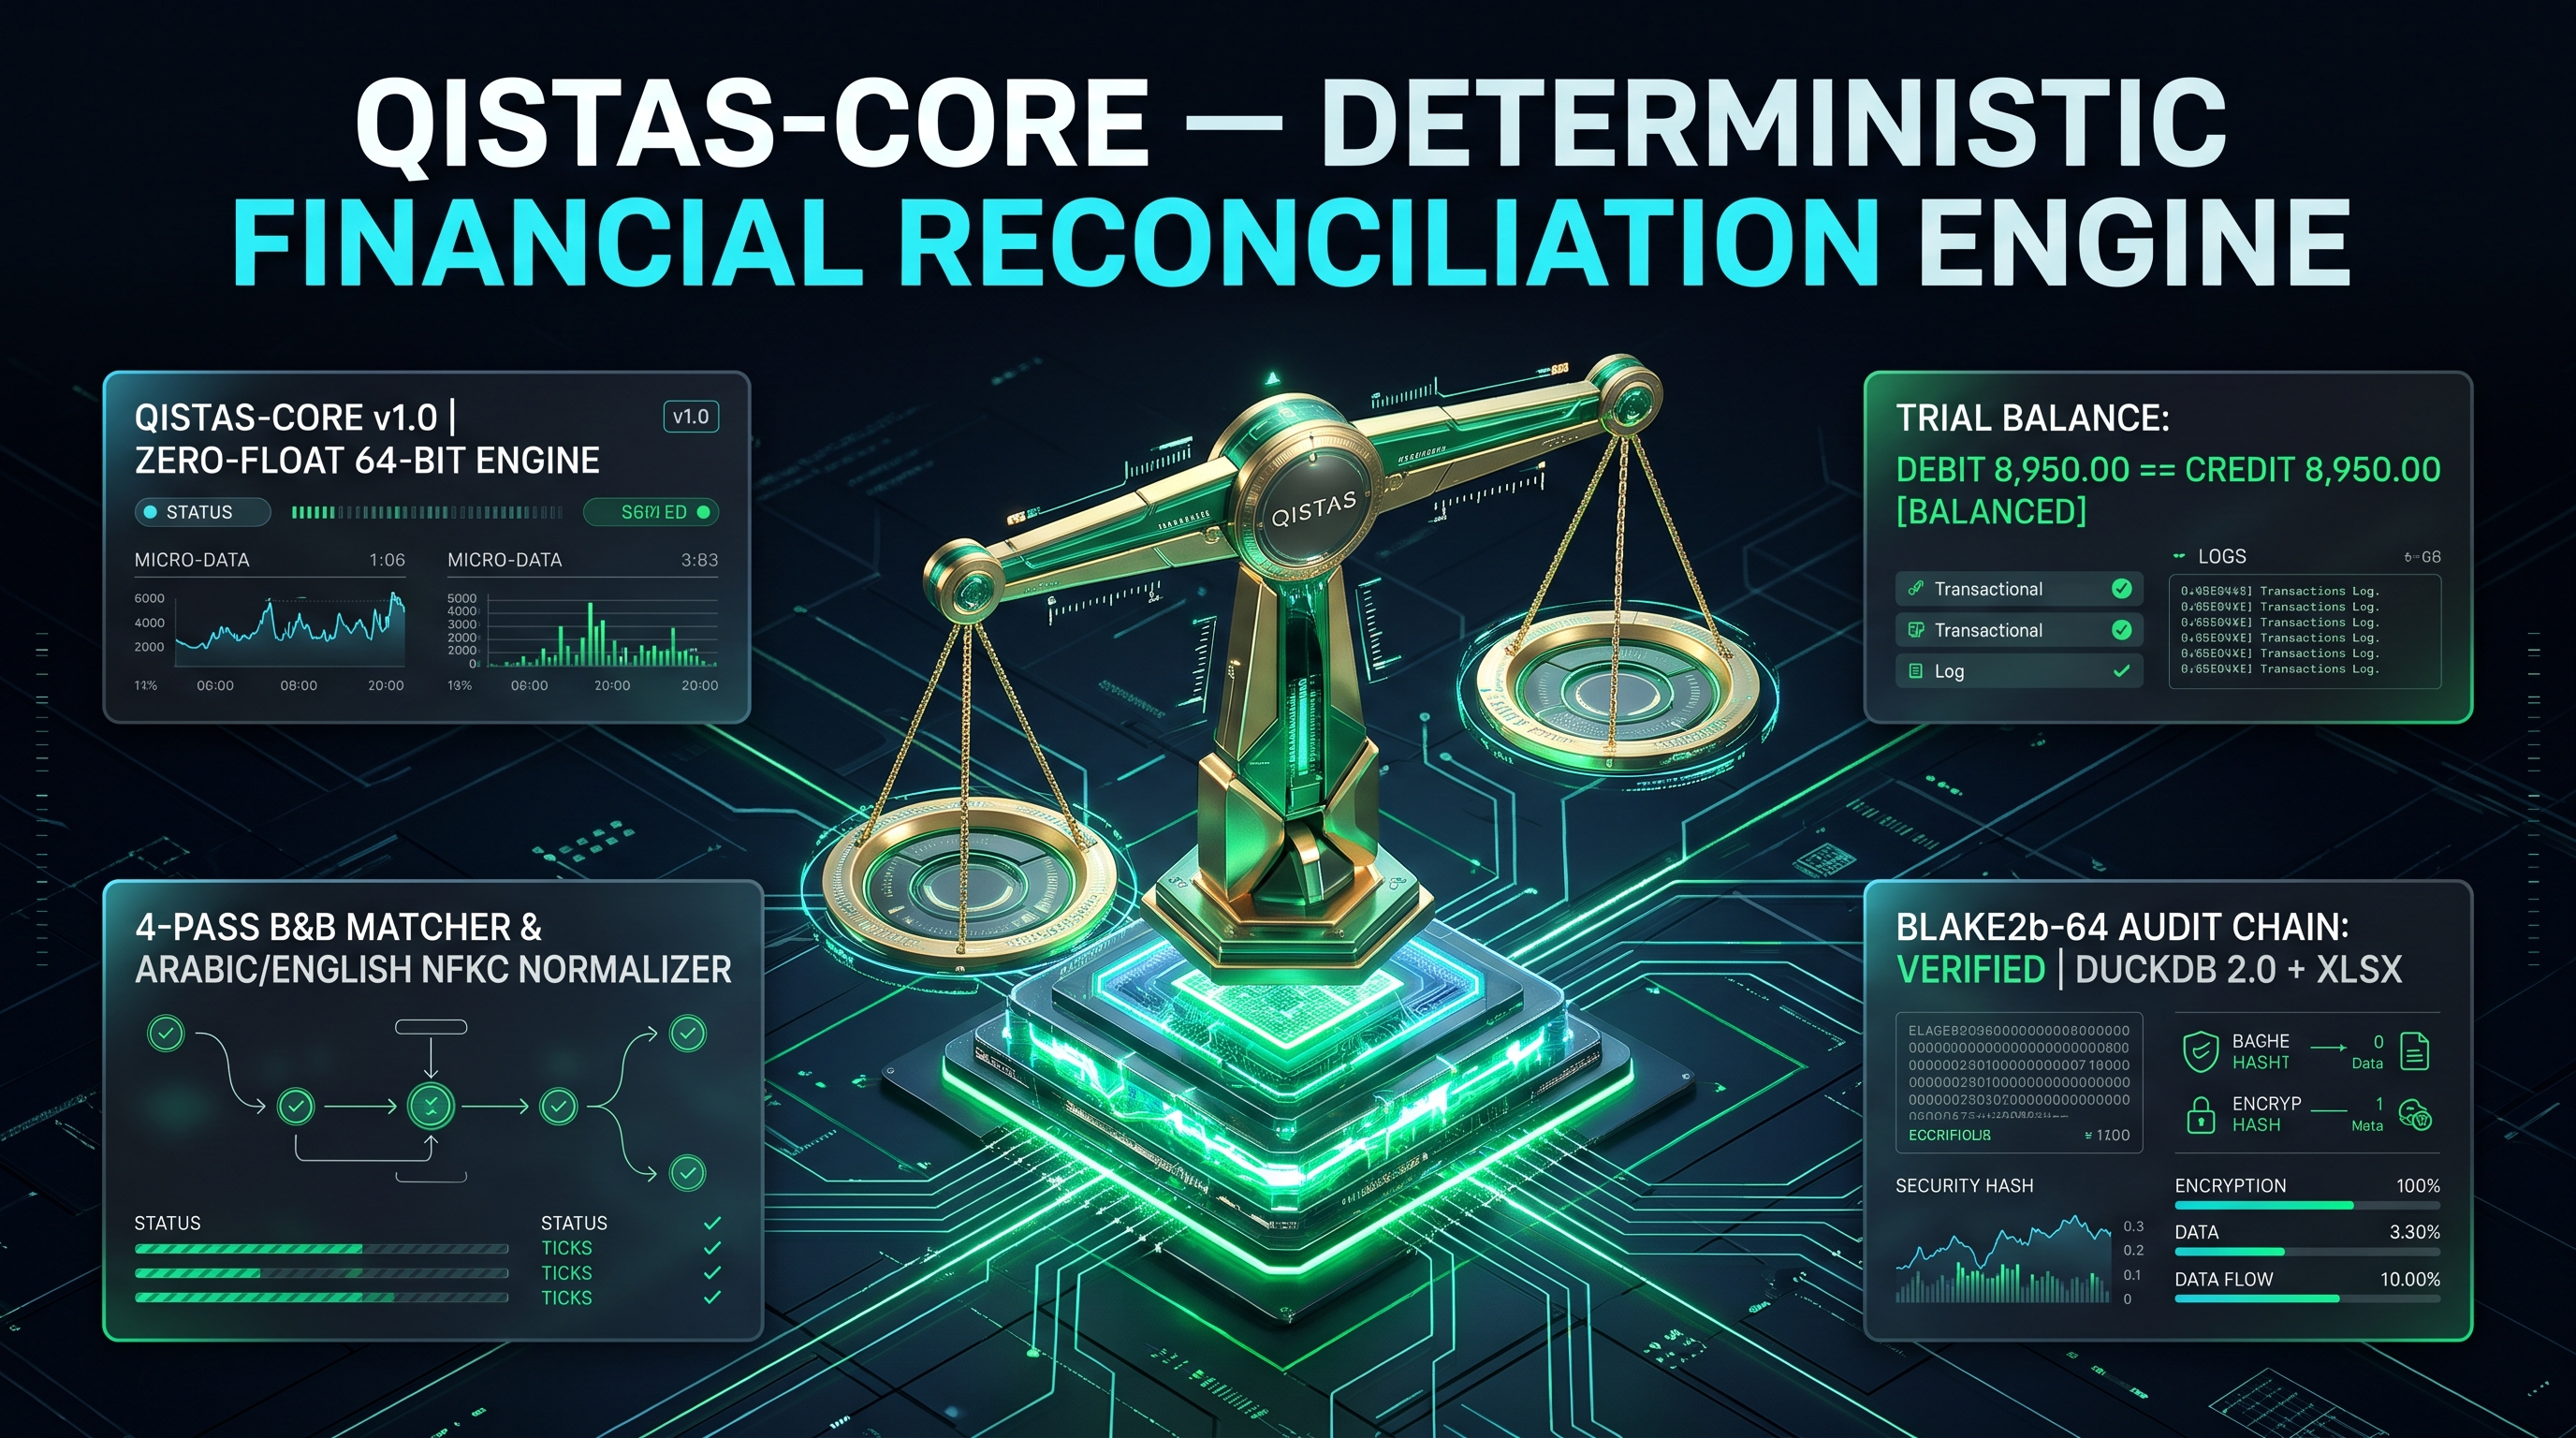 QISTAS-CORE — DETERMINISTIC
FINANCIAL RECONCILIATION ENGINE
QISTAS-CORE v1.0 |
v1.0
ZERO-FLOAT 64-BIT ENGINE
STATUS
MICRO-DATA 1:06
6000
4000
2000
06:00 08:00 20:00
MICRO-DATA 3:83
5000
4000
3000
2000
2000
0
06:00 20:00 20:00
QISTAS
TRIAL BALANCE:
DEBIT 8,950.00 == CREDIT 8,950.00
[BALANCED]
Transactional
Transactional
Log
LOGS
Transactions Log.
Transactions Log.
Transactions Log.
Transactions Log.
Transactions Log.
Transactions Log.
4-PASS B&B MATCHER &
ARABIC/ENGLISH NFKC NORMALIZER
STATUS
STATUS
TICKS
TICKS
TICKS
BLAKE2b-64 AUDIT CHAIN:
VERIFIED | DUCKDB 2.0 + XLSX
BAGHE
HASHT
0
Data
ENCRYP
HASH
1
Meta
SECURITY HASH
0.3
0.2
0.1
0
ENCRYPTION 100%
DATA 3.30%
DATA FLOW 10.00%